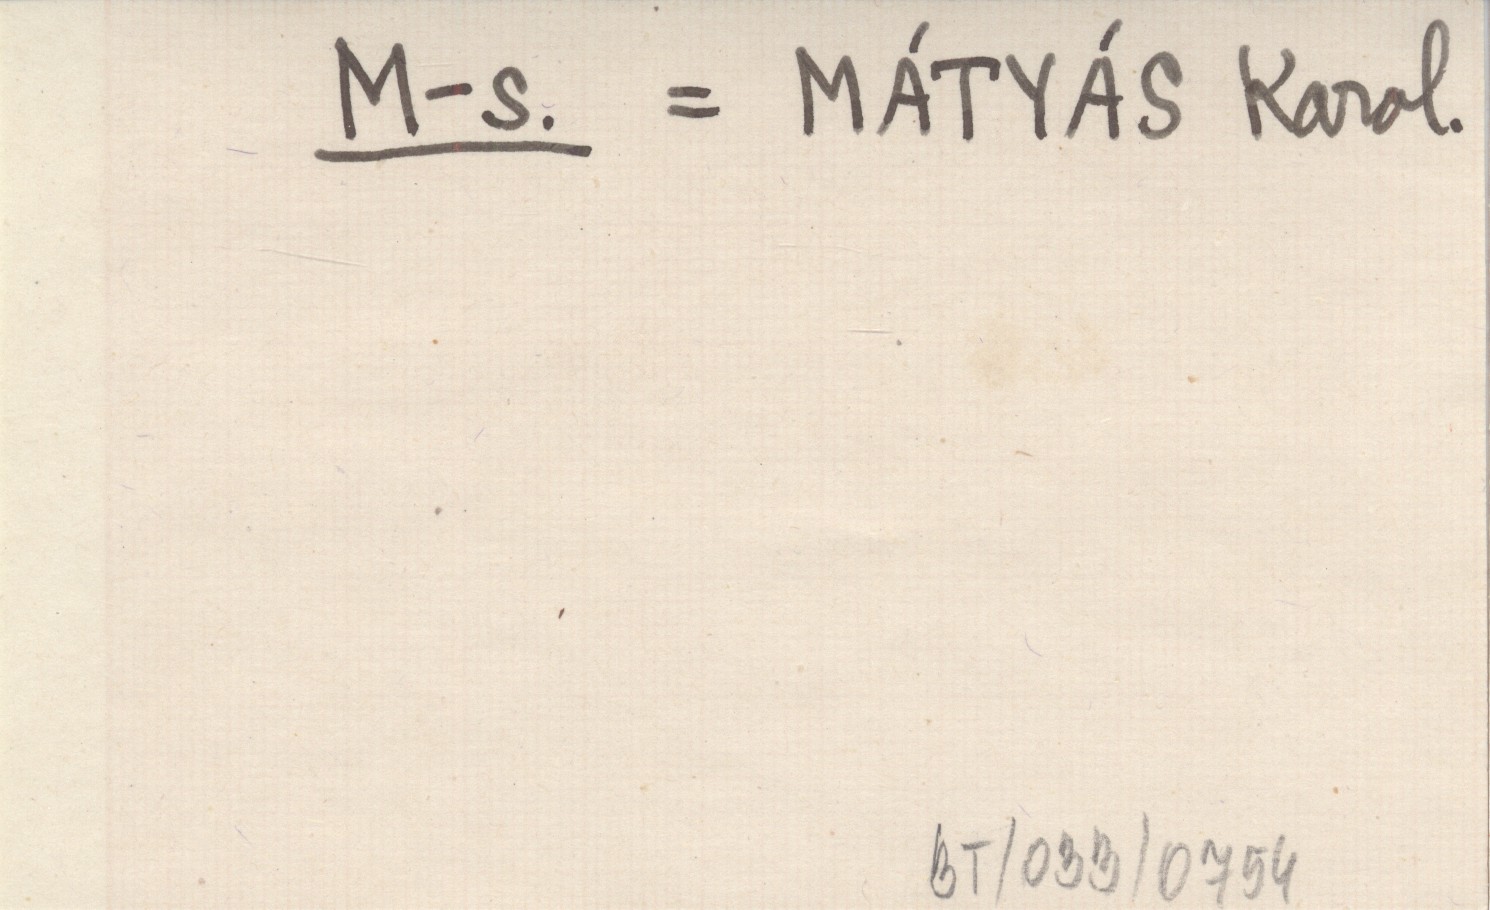 M-s. = MÁTYÁS Karol.
BT/033/0754